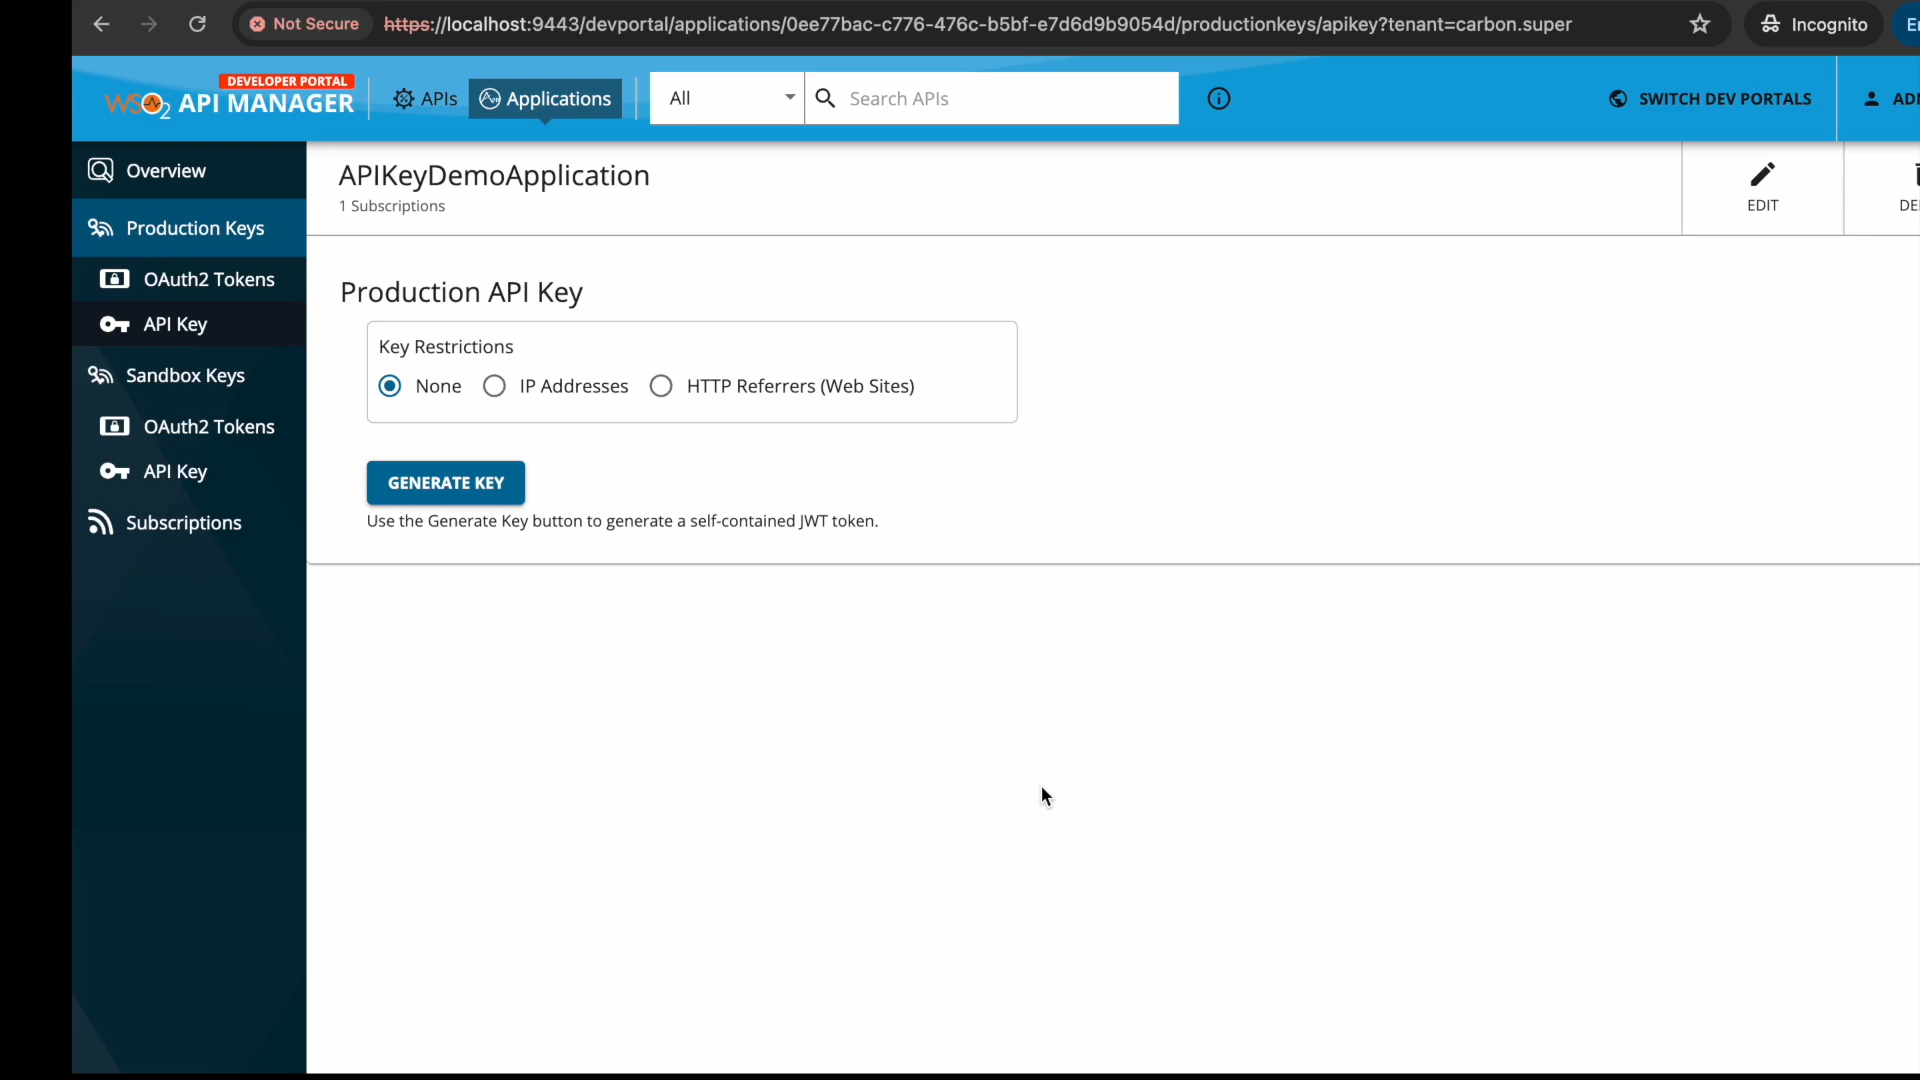 Not Secure https://localhost:9443/devportal/applications/0ee77bac-c776-476c-b5bf-e7d6d9b9054d/productionkeys/apikey?tenant=carbon.super Incognito
DEVELOPER PORTAL
WSO2 API MANAGER
APIs Applications All Search APIs SWITCH DEV PORTALS
Overview
Production Keys
OAuth2 Tokens
API Key
Sandbox Keys
OAuth2 Tokens
API Key
Subscriptions
APIKeyDemoApplication
1 Subscriptions
EDIT
Production API Key
Key Restrictions
None IP Addresses HTTP Referrers (Web Sites)
GENERATE KEY
Use the Generate Key button to generate a self-contained JWT token.